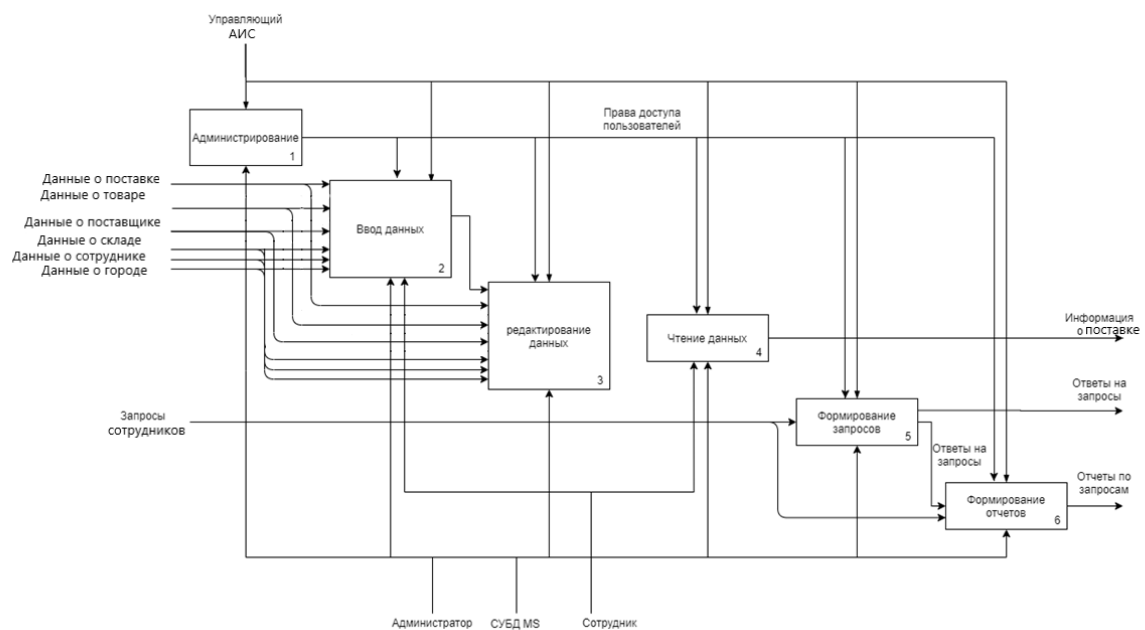 Управляющий
АИС
Администрирование
1
Права доступа
пользователей
Данные о поставке
Данные о товаре
Данные о поставщике
Данные о складе
Данные о сотруднике
Данные о городе
Ввод данных
2
редактирование
данных
3
Чтение данных
4
Информация
о поставке
Запросы
сотрудников
Формирование
запросов
5
Ответы на
запросы
Ответы на
запросы
Формирование
отчетов
6
Отчеты по
запросам
Администратор
СУБД MS
Сотрудник